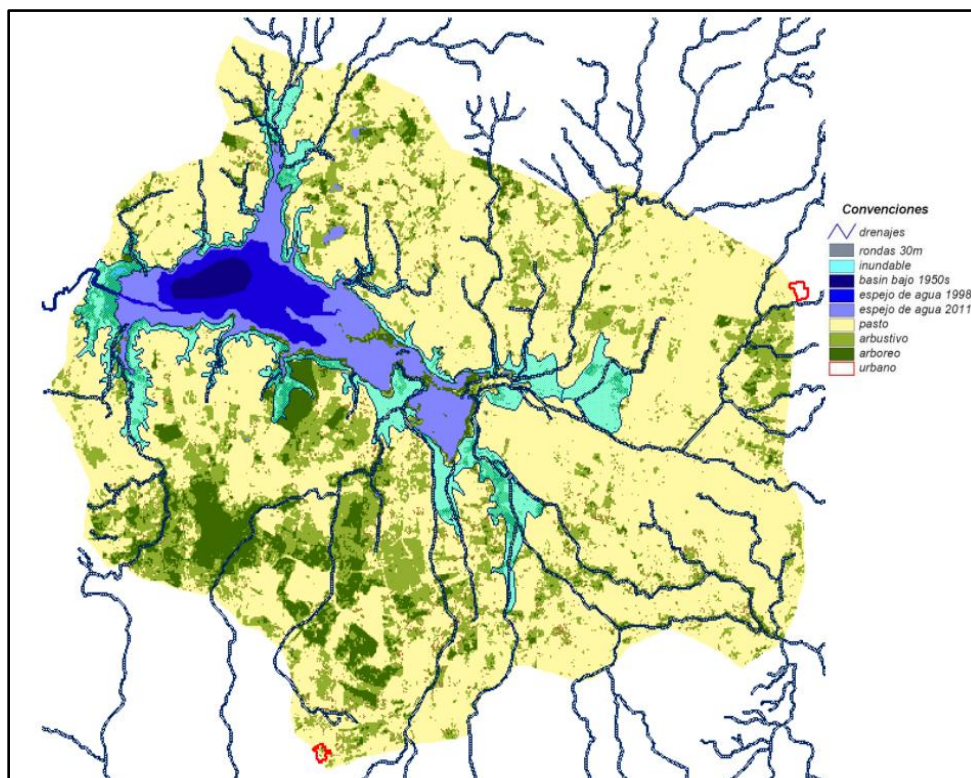 Convenciones
drenajes
rondas 30m
inundable
basin bajo 1950s
espejo de agua 1998
espejo de agua 2011
pasto
arbustivo
arboreo
urbano